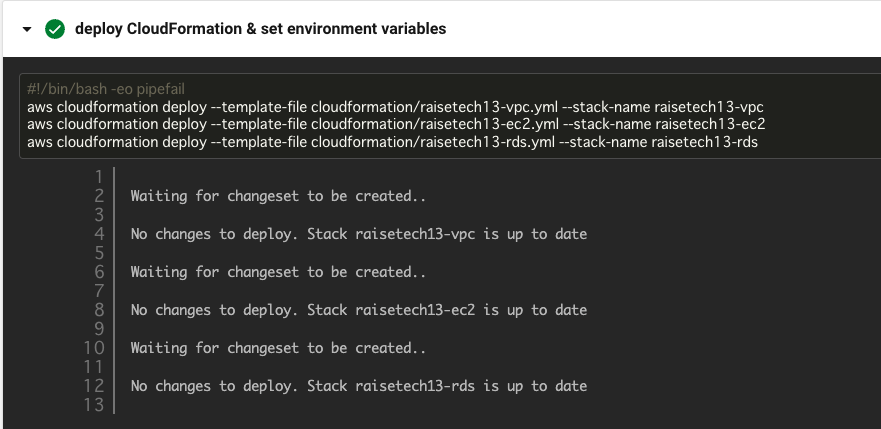 deploy CloudFormation & set environment variables
#!/bin/bash -eo pipefail
aws cloudformation deploy --template-file cloudformation/raisetech13-vpc.yml --stack-name raisetech13-vpc
aws cloudformation deploy --template-file cloudformation/raisetech13-ec2.yml --stack-name raisetech13-ec2
aws cloudformation deploy --template-file cloudformation/raisetech13-rds.yml --stack-name raisetech13-rds
1
2 Waiting for changeset to be created..
3
4 No changes to deploy. Stack raisetech13-vpc is up to date
5
6 Waiting for changeset to be created..
7
8 No changes to deploy. Stack raisetech13-ec2 is up to date
9
10 Waiting for changeset to be created..
11
12 No changes to deploy. Stack raisetech13-rds is up to date
13